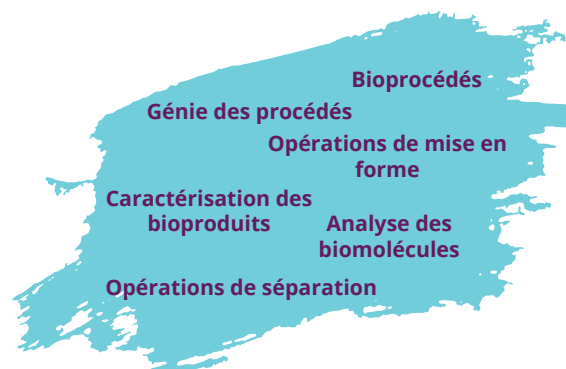 Bioprocédés
Génie des procédés
Opérations de mise en
forme
Caractérisation des
bioproduits
Analyse des
biomolécules
Opérations de séparation